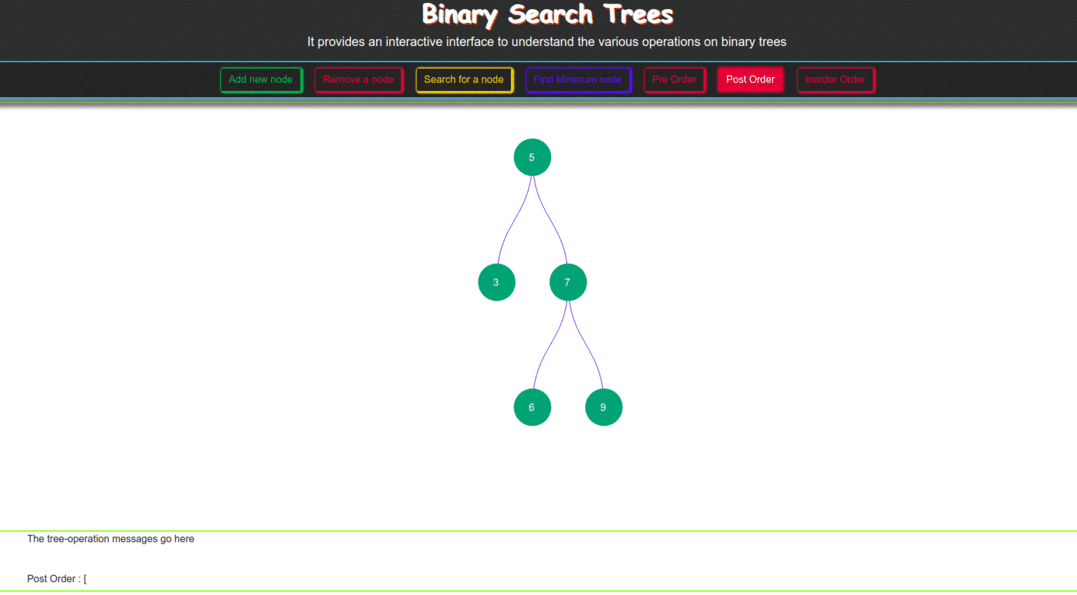 Binary Search Trees
It provides an interactive interface to understand the various operations on binary trees
Add new node Remove a node Search for a node Find Minimum node Pre Order Post Order Inorder Order
5
3 7
6 9
The tree-operation messages go here
Post Order : [